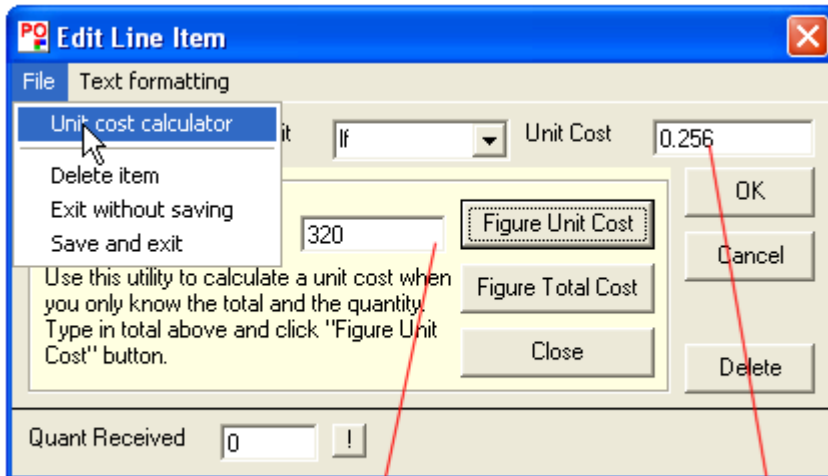 PO Edit Line Item
File Text formatting
Unit cost calculator
Delete item
Exit without saving
Save and exit
it lf Unit Cost 0.256
OK
Cancel
Delete
320 Figure Unit Cost
Figure Total Cost
Close
Use this utility to calculate a unit cost when
you only know the total and the quantity.
Type in total above and click "Figure Unit
Cost" button.
Quant Received 0 !